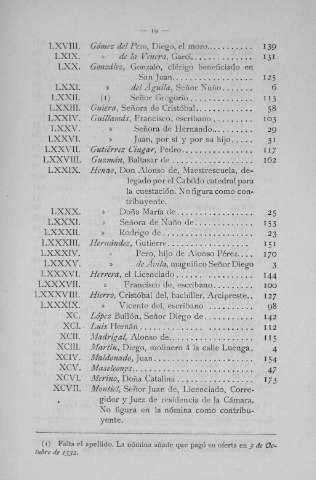 — 19 —
LXVIII. Gómez del Peso, Diego, el mozo........... 139
LXIX. » de la Venera, Garci................ 131
LXX. González, Gonzalo, clérigo beneficiado en
San Juan.................... 125
LXXI. » del Águila, Señor Nuño....... 6
LXXII. (1) Señor Gregorio.............. 113
LXXIII. Guiera, Señora de Cristóbal............. 58
LXXIV. Guillamás, Francisco, escribano.......... 103
LXXV. » Señora de Hernando......... 29
LXXVI. » Juan, por sí y por su hijo..... 31
LXXVII. Gutiérrez Cingar, Pedro................ 117
LXXVIII. Guzmán, Baltasar de................... 162
LXXIX. Henao, Don Alonso de, Maestrescuela, de-
legado por el Cabildo catedral para
la cuestación. No figura como con-
tribuyente.
LXXX. » Doña María de................. 25
LXXXI. » Señora de Nuño de............. 153
LXXXII. » Rodrigo de.................... 23
LXXXIII. Hernández, Gutierre................... 151
LXXXIV. » Pero, hijo de Alonso Pérez.... 170
LXXXV. » de Ávila, magnífico Señor Diego 3
LXXXVI. Herrera, el Licenciado................. 144
LXXXVII. » Francisco de, escribano......... 100
LXXXVIII. Hierro, Cristóbal del, bachiller, Arcipreste.. 127
LXXXIX. » Vicente del, escribano......... 98
XC. López Bullón, Señor Diego de........... 142
XCI. Luis Hernán......................... 112
XCII. Madrigal, Alonso de................... 115
XCIII. Martín, Diego, molinero á la calle Luenga. 4
XCIV. Maldonado, Juan..................... 154
XCV. 47
XCVI. Merino, Doña Catalina................. 173
XCVII. Montiel, Señor Juan de, Licenciado, Corre-
gidor y Juez de residencia de la Cámara.
No figura en la nómina como contribu-
yente.
(1) Falta el apellido. La nómina añade que pagó su oferta en 3 de Oc-
tubre de 1532.